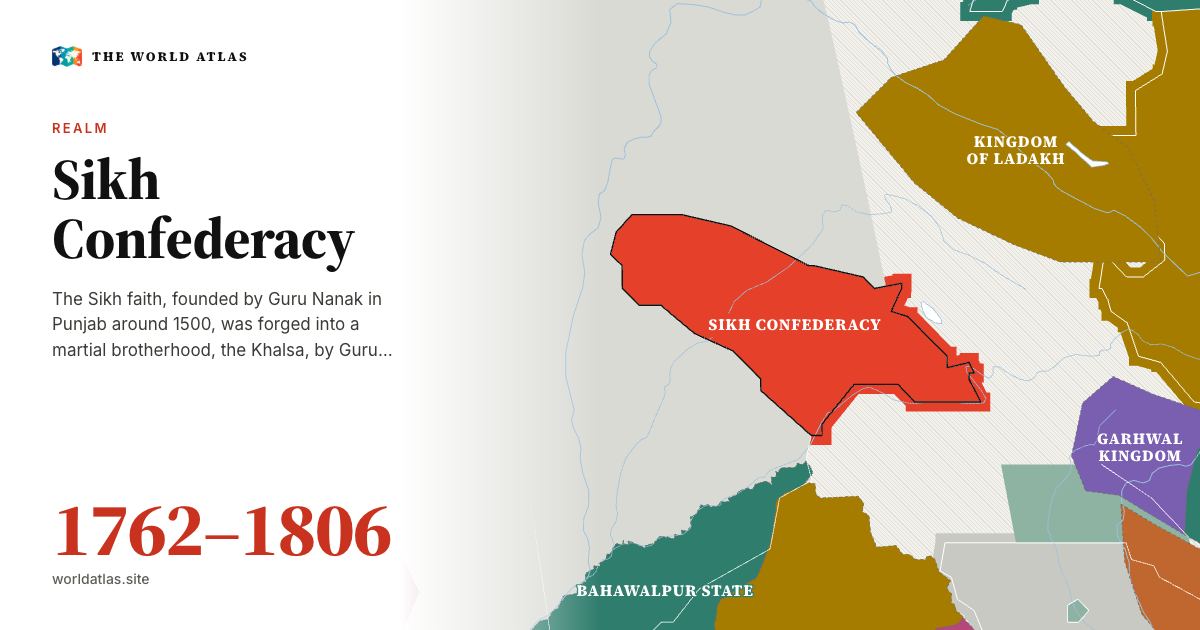 THE WORLD ATLAS
REALM
Sikh
Confederacy
The Sikh faith, founded by Guru Nanak in
Punjab around 1500, was forged into a
martial brotherhood, the Khalsa, by Guru...
1762–1806
worldatlas.site
KINGDOM
OF LADAKH
SIKH CONFEDERACY
GARHWAL
KINGDOM
BAHAWALPUR STATE